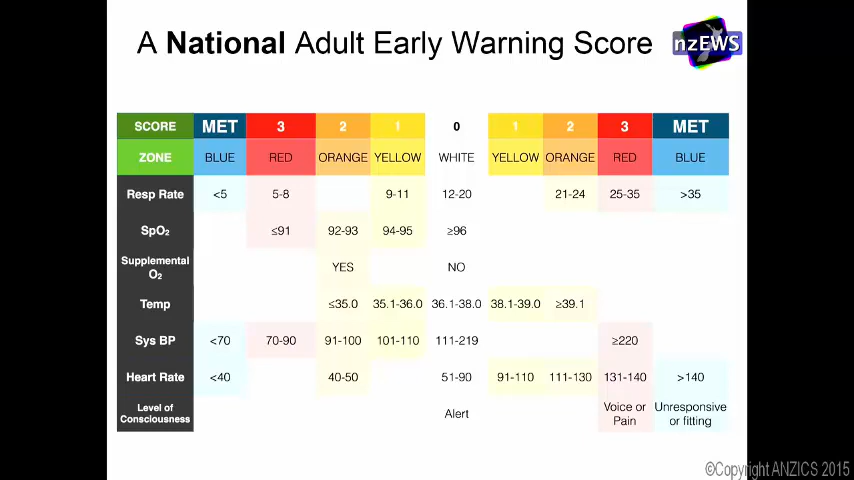 A National Adult Early Warning Score
nzEWS
SCORE MET 3 2 1 0 1 2 3 MET
ZONE BLUE RED ORANGE YELLOW WHITE YELLOW ORANGE RED BLUE
Resp Rate <5 5-8 9-11 12-20 21-24 25-35 >35
SpO₂ ≤91 92-93 94-95 ≥96
Supplemental
O₂ YES NO
Temp ≤35.0 35.1-36.0 36.1-38.0 38.1-39.0 ≥39.1
Sys BP <70 70-90 91-100 101-110 111-219 ≥220
Heart Rate <40 40-50 51-90 91-110 111-130 131-140 >140
Level of
Consciousness Alert Voice or
Pain Unresponsive
or fitting
©Copyright ANZICS 2015